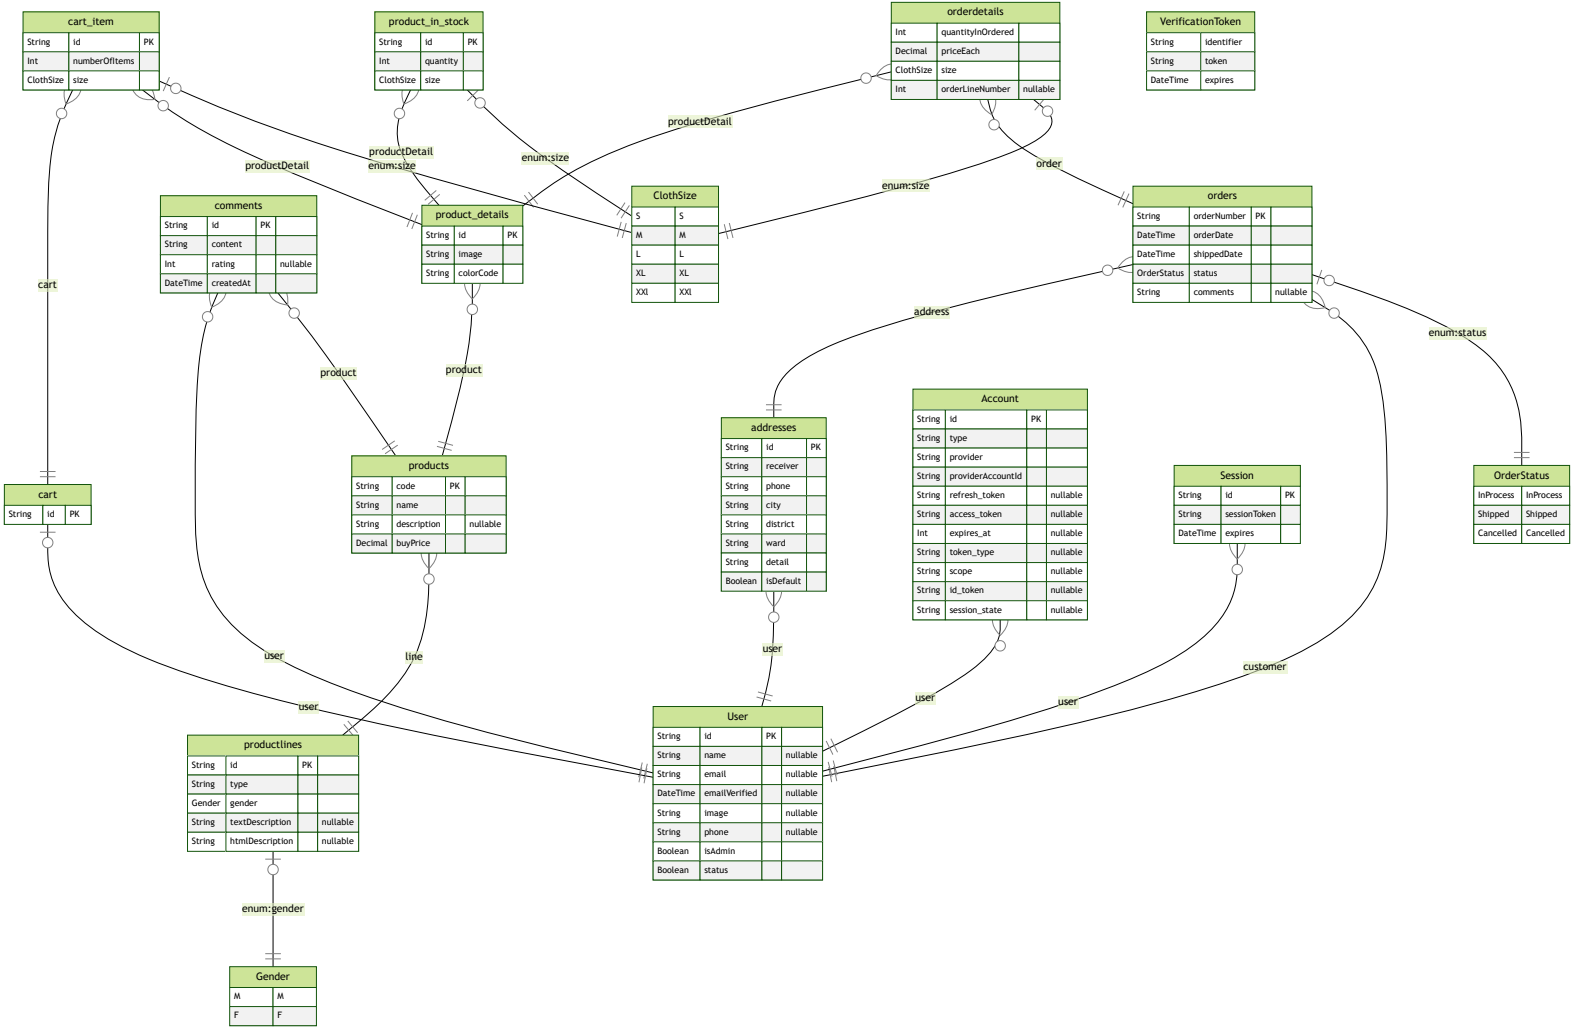 cart_item
String id PK
Int numberOfItems
ClothSize size
product_in_stock
String id PK
Int quantity
ClothSize size
orderdetails
Int quantityInOrdered
Decimal priceEach
ClothSize size
Int orderLineNumber nullable
VerificationToken
String identifier
String token
DateTime expires
productDetail
productDetail
enum:size
productDetail
enum:size
enum:size
order
comments
String id PK
String content
Int rating nullable
DateTime createdAt
product_details
String id PK
String image
String colorCode
ClothSize
S S
M M
L L
XL XL
XXl XXl
orders
String orderNumber PK
DateTime orderDate
DateTime shippedDate
OrderStatus status
String comments nullable
cart
product
product
address
enum:status
cart
String id PK
products
String code PK
String name
String description nullable
Decimal buyPrice
addresses
String id PK
String receiver
String phone
String city
String district
String ward
String detail
Boolean isDefault
Account
String id PK
String type
String provider
String providerAccountId
String refresh_token nullable
String access_token nullable
Int expires_at nullable
String token_type nullable
String scope nullable
String id_token nullable
String session_state nullable
Session
String id PK
String sessionToken
DateTime expires
OrderStatus
InProcess InProcess
Shipped Shipped
Cancelled Cancelled
user
user
line
user
user
user
customer
productlines
String id PK
String type
Gender gender
String textDescription nullable
String htmlDescription nullable
User
String id PK
String name nullable
String email nullable
DateTime emailVerified nullable
String image nullable
String phone nullable
Boolean isAdmin
Boolean status
enum:gender
Gender
M M
F F